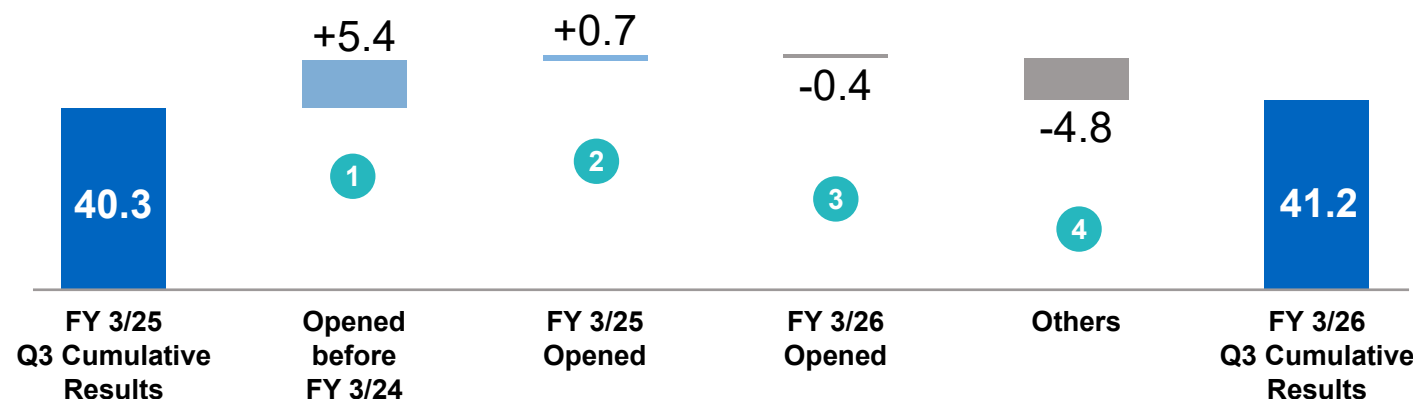 +5.4
+0.7
-0.4
-4.8
1
2
3
4
40.3
41.2
FY 3/25
Q3 Cumulative
Results
Opened
before
FY 3/24
FY 3/25
Opened
FY 3/26
Opened
Others
FY 3/26
Q3 Cumulative
Results